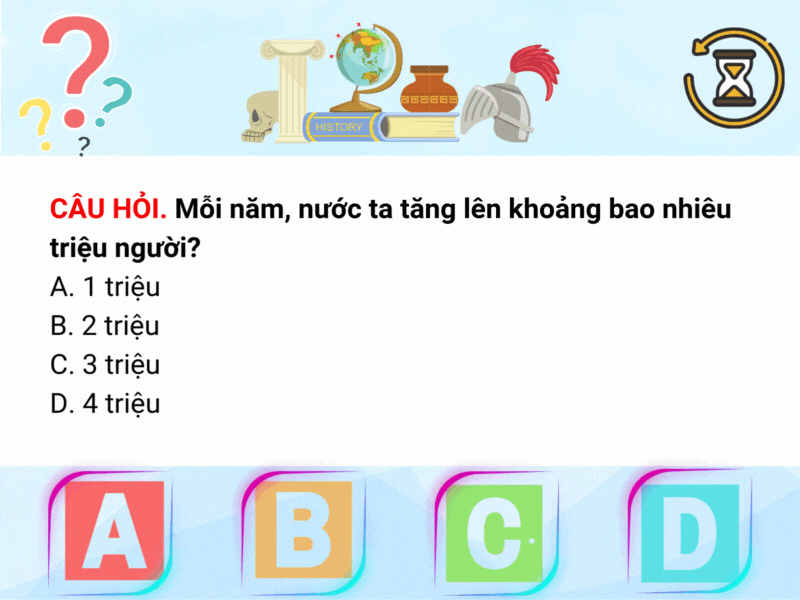 ?
?
?
?
HISTORY
CÂU HỎI. Mỗi năm, nước ta tăng lên khoảng bao nhiêu
triệu người?
A. 1 triệu
B. 2 triệu
C. 3 triệu
D. 4 triệu
A B C D